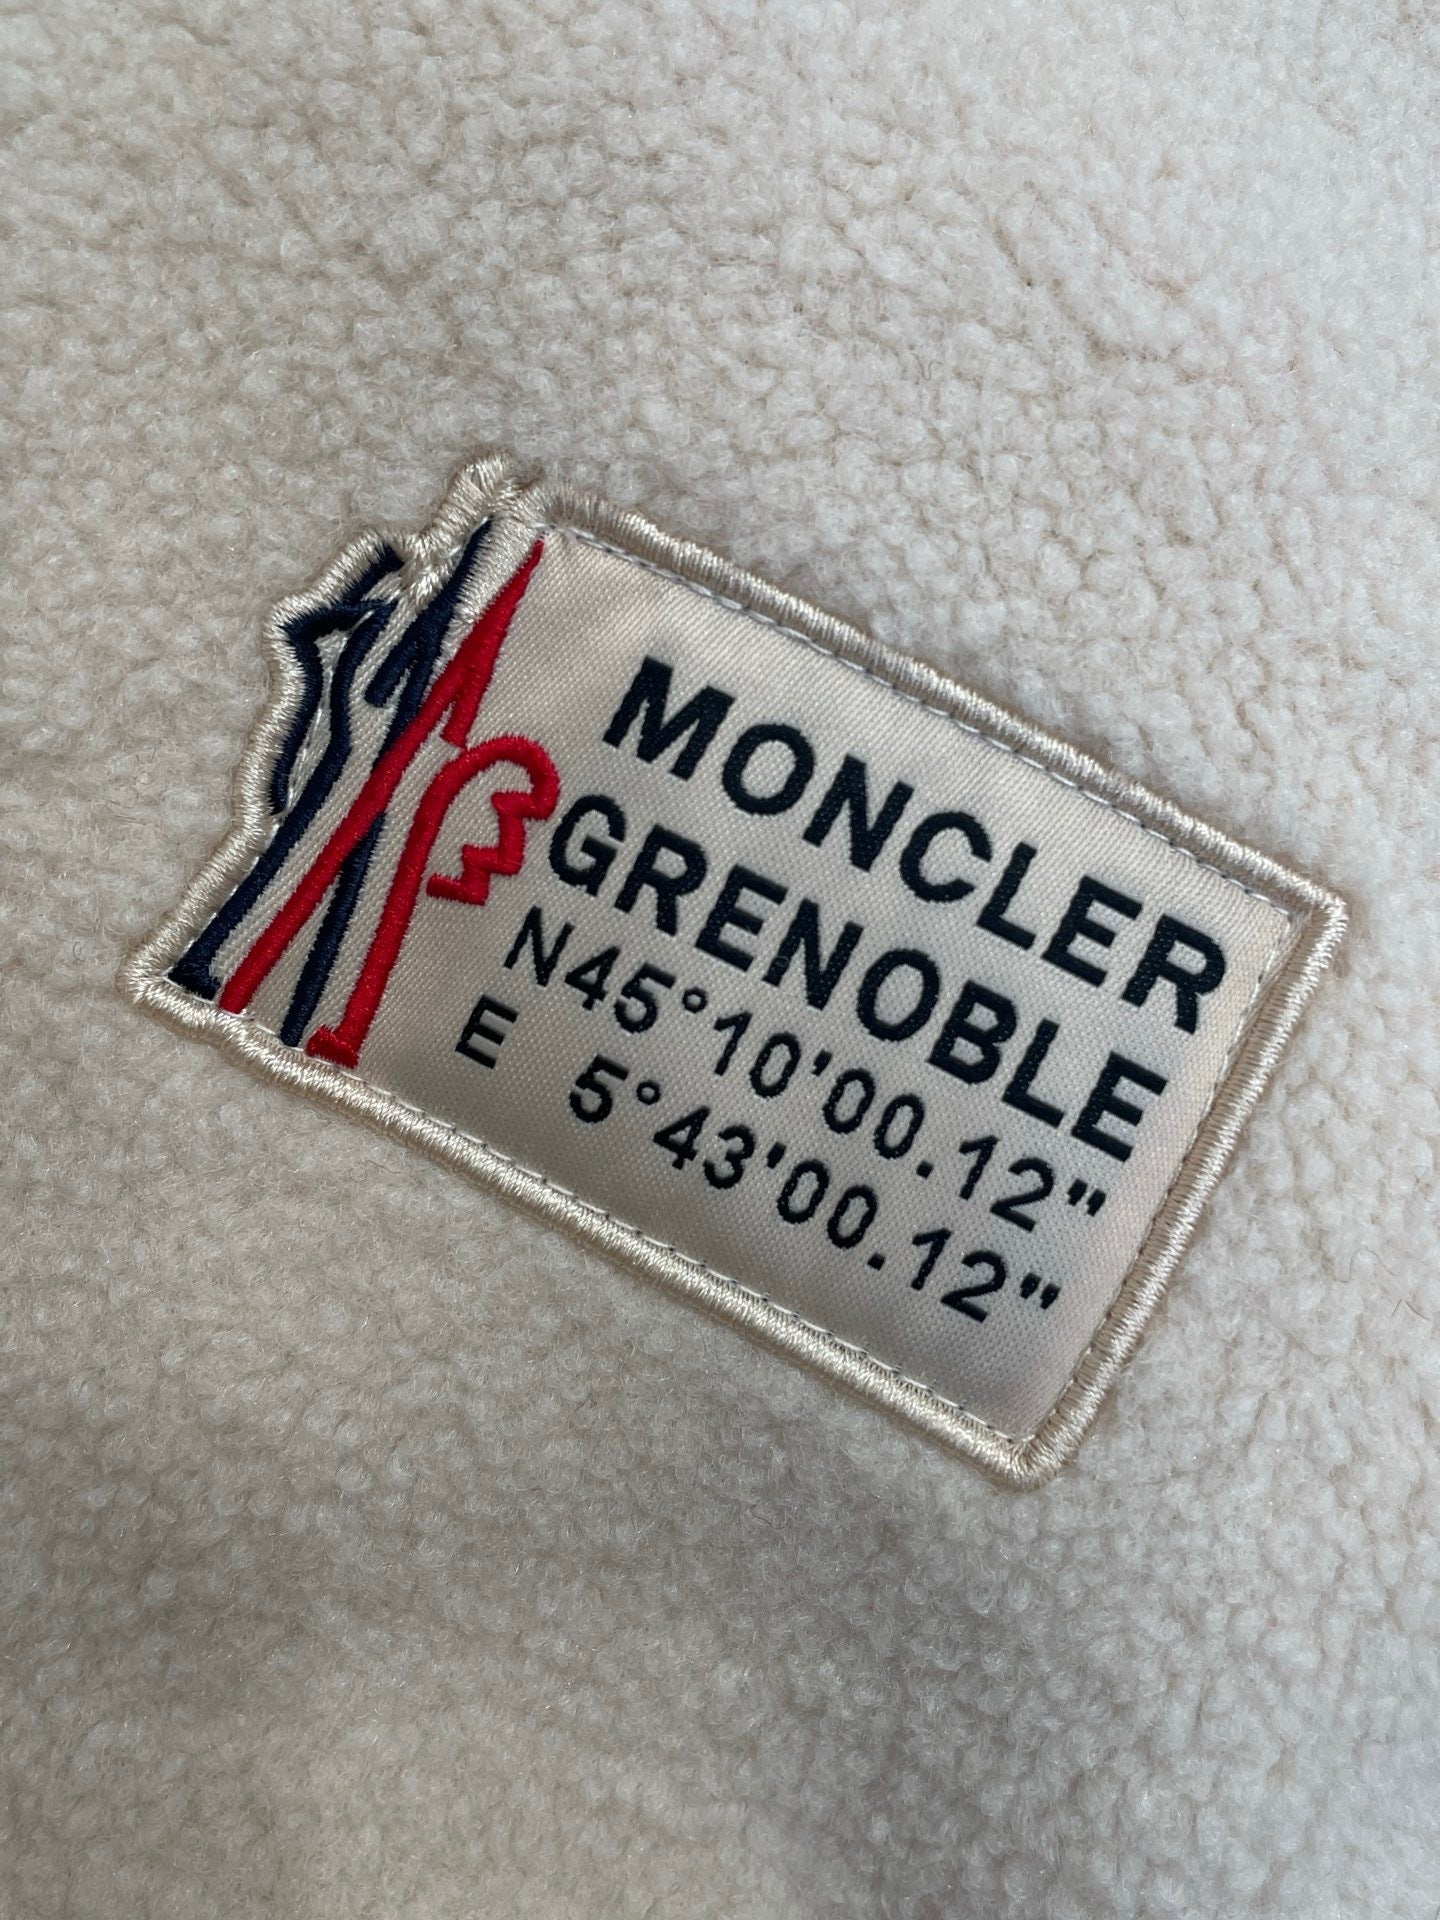 MONCLER
GRENOBLE
N45°10'00.12"
E 5°43'00.12"